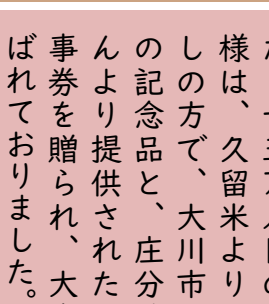 様は、久留米より
しの方で、大川市
の記念品と、庄分
んより提供された
事券を贈られ、大
ばれておりました。